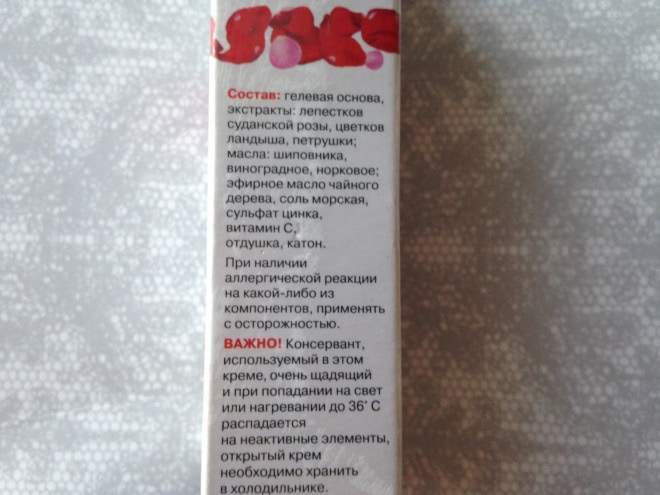 Состав: гелевая основа,
экстракты: лепестков
суданской розы, цветков
ландыша, петрушки;
масла: шиповника,
виноградное, норковое;
эфирное масло чайного
дерева, соль морская,
сульфат цинка,
витамин С,
отдушка, катон.
При наличии
аллергической реакции
на какой-либо из
компонентов, применять
с осторожностью.
ВАЖНО! Консервант,
используемый в этом
креме, очень щадящий
и при попадании на свет
или нагревании до 36° С
распадается
на неактивные элементы,
открытый крем
необходимо хранить
в холодильнике.